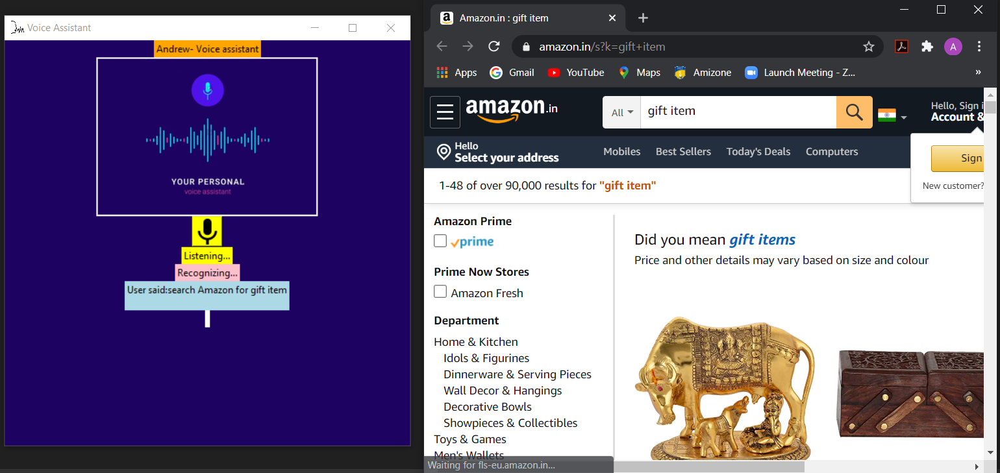 Voice Assistant
Andrew- Voice assistant
YOUR PERSONAL
voice assistant
Listening...
Recognizing...
User said:search Amazon for gift item
Amazon.in : gift item
amazon.in/s?k=gift+item
A
Apps Gmail YouTube Maps Amizone Launch Meeting - Z...
»
amazon.in
All
gift item
Hello, Sign i
Account &
Hello
Select your address
Mobiles Best Sellers Today's Deals Computers
Sign
New customer?
1-48 of over 90,000 results for "gift item"
Amazon Prime
prime
Prime Now Stores
Amazon Fresh
Department
Home & Kitchen
Idols & Figurines
Dinnerware & Serving Pieces
Wall Decor & Hangings
Decorative Bowls
Showpieces & Collectibles
Toys & Games
Men's Wallets
Did you mean gift items
Price and other details may vary based on size and colour
Waiting for fls-eu.amazon.in...